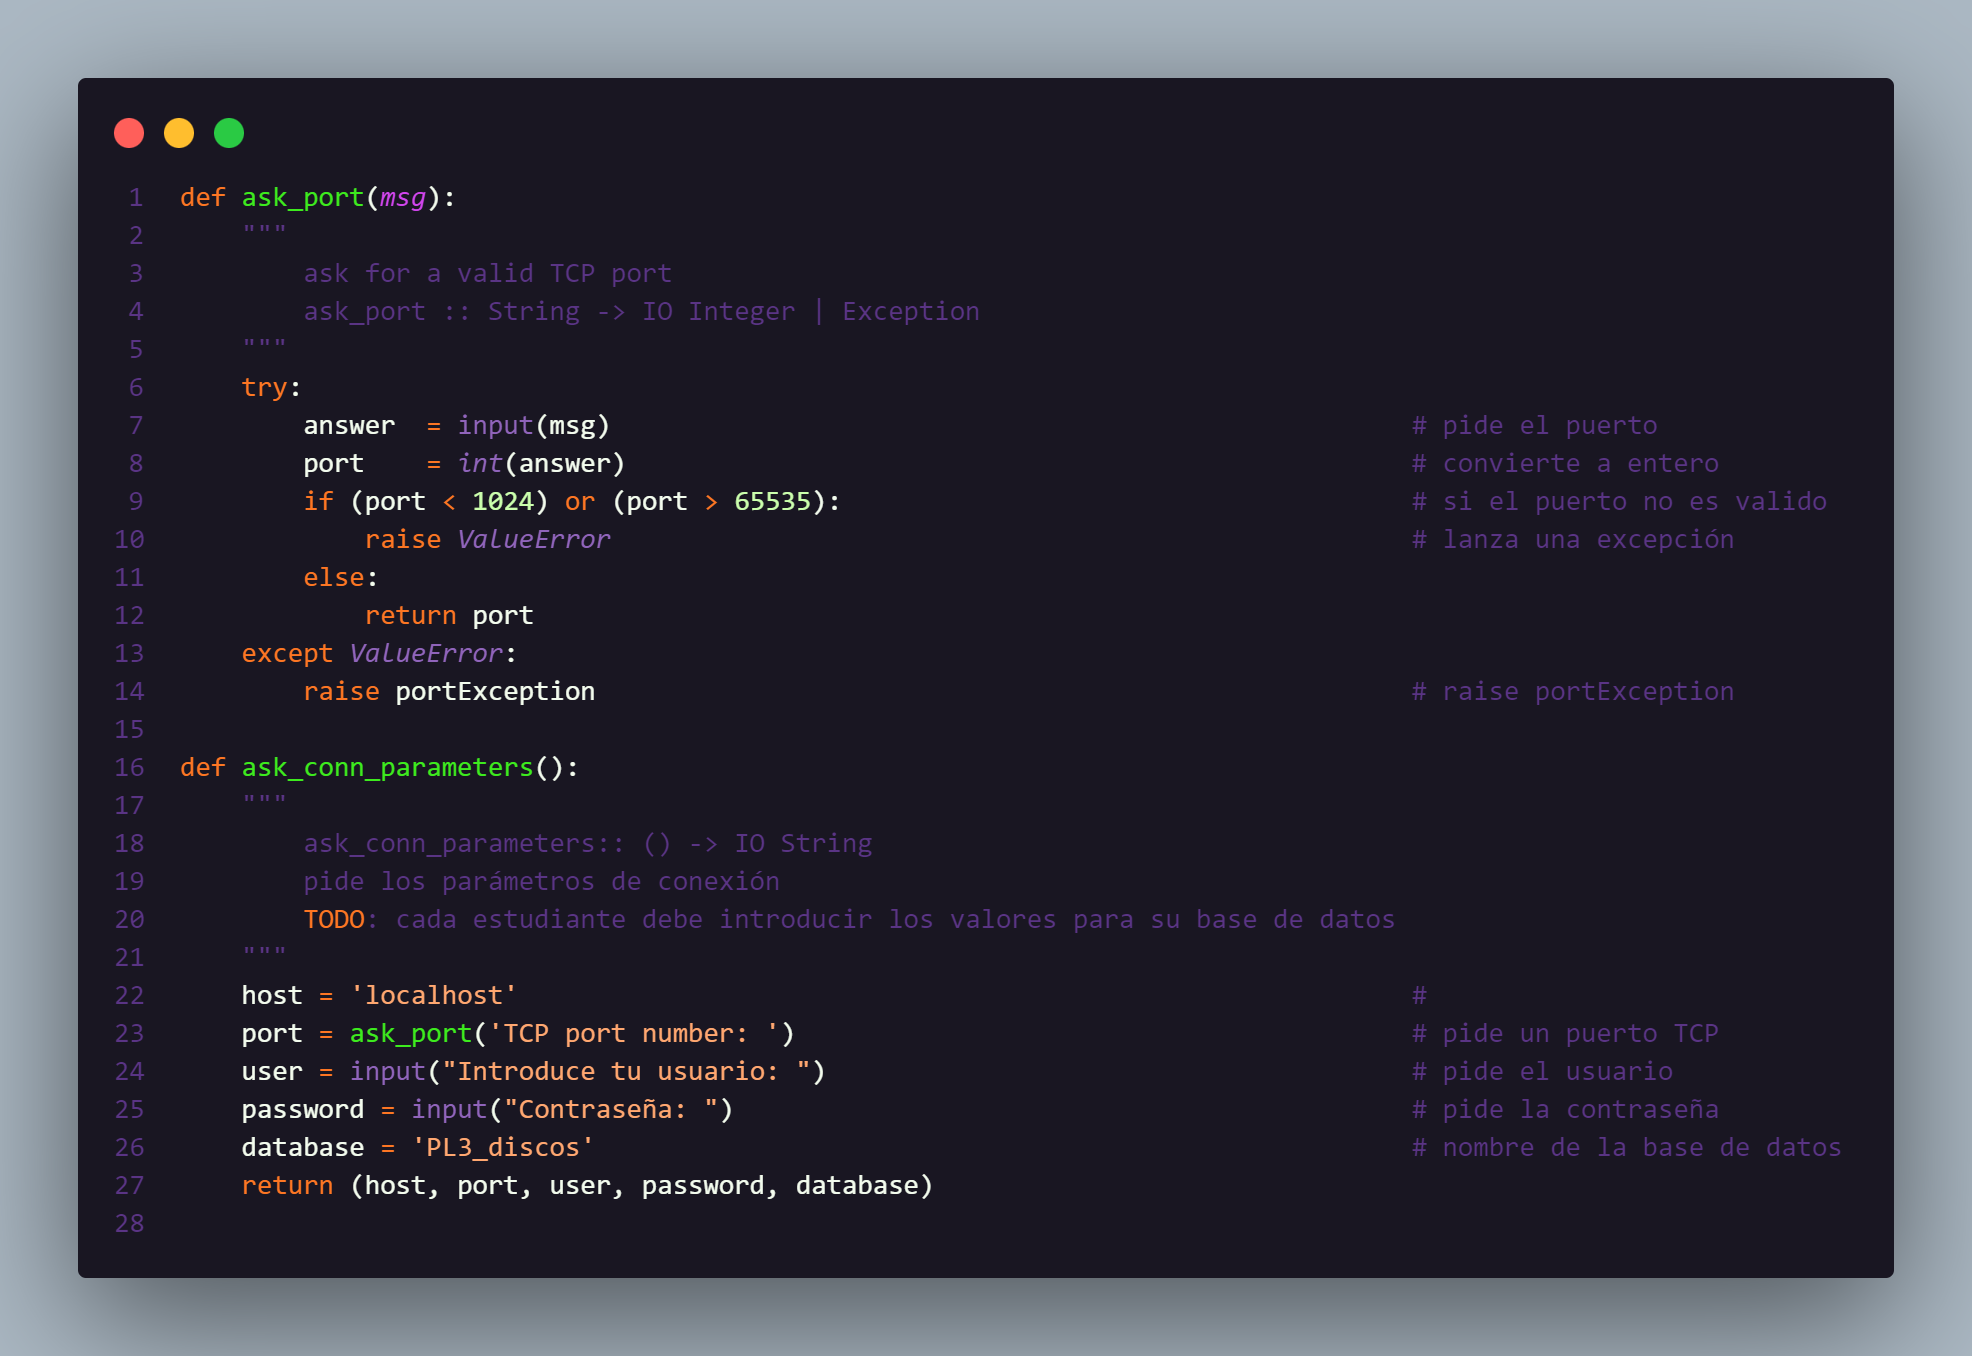 1 def ask_port(msg):
2     """
3         ask for a valid TCP port
4         ask_port :: String -> IO Integer | Exception
5     """
6     try:
7         answer  = input(msg)                                                    # pide el puerto
8         port    = int(answer)                                                   # convierte a entero
9         if (port < 1024) or (port > 65535):                                     # si el puerto no es valido
10             raise ValueError                                                    # lanza una excepción
11         else:
12             return port
13     except ValueError:
14         raise portException                                                     # raise portException
15
16 def ask_conn_parameters():
17     """
18         ask_conn_parameters:: () -> IO String
19         pide los parámetros de conexión
20         TODO: cada estudiante debe introducir los valores para su base de datos
21     """
22     host = 'localhost'                                                          #
23     port = ask_port('TCP port number: ')                                        # pide un puerto TCP
24     user = input("Introduce tu usuario: ")                                      # pide el usuario
25     password = input("Contraseña: ")                                            # pide la contraseña
26     database = 'PL3_discos'                                                     # nombre de la base de datos
27     return (host, port, user, password, database)
28